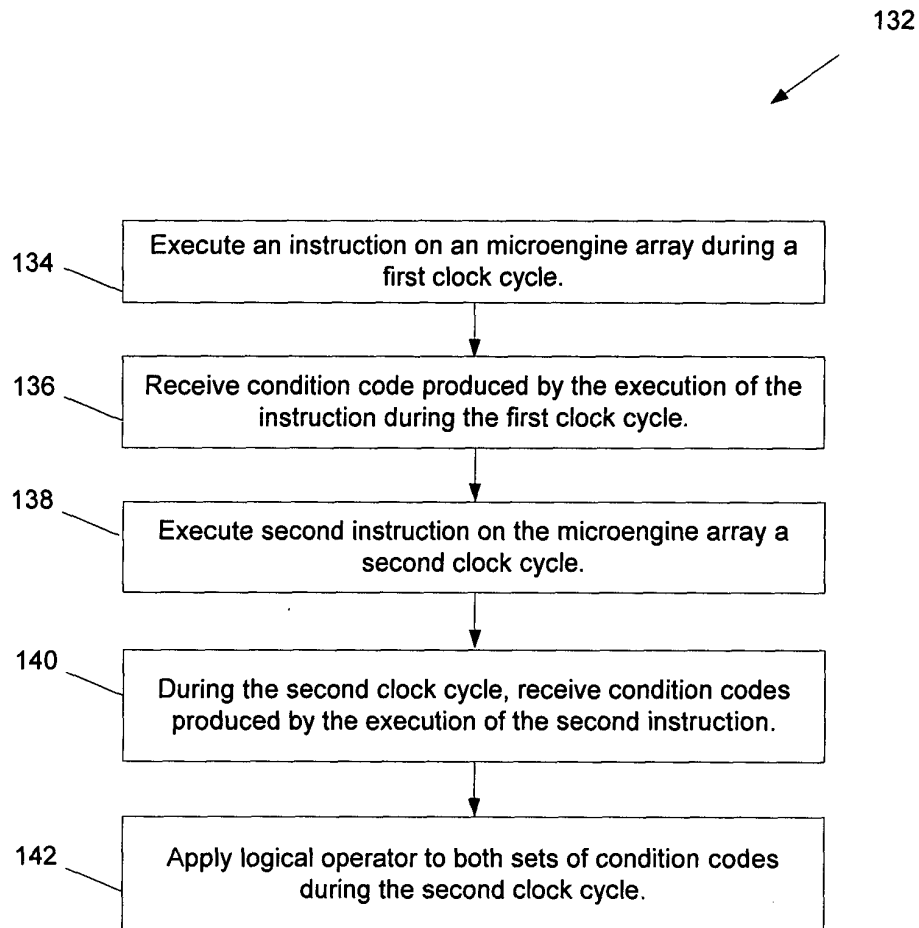 132
134
Execute an instruction on an microengine array during a
first clock cycle.
136
Receive condition code produced by the execution of the
instruction during the first clock cycle.
138
Execute second instruction on the microengine array a
second clock cycle.
140
During the second clock cycle, receive condition codes
produced by the execution of the second instruction.
142
Apply logical operator to both sets of condition codes
during the second clock cycle.